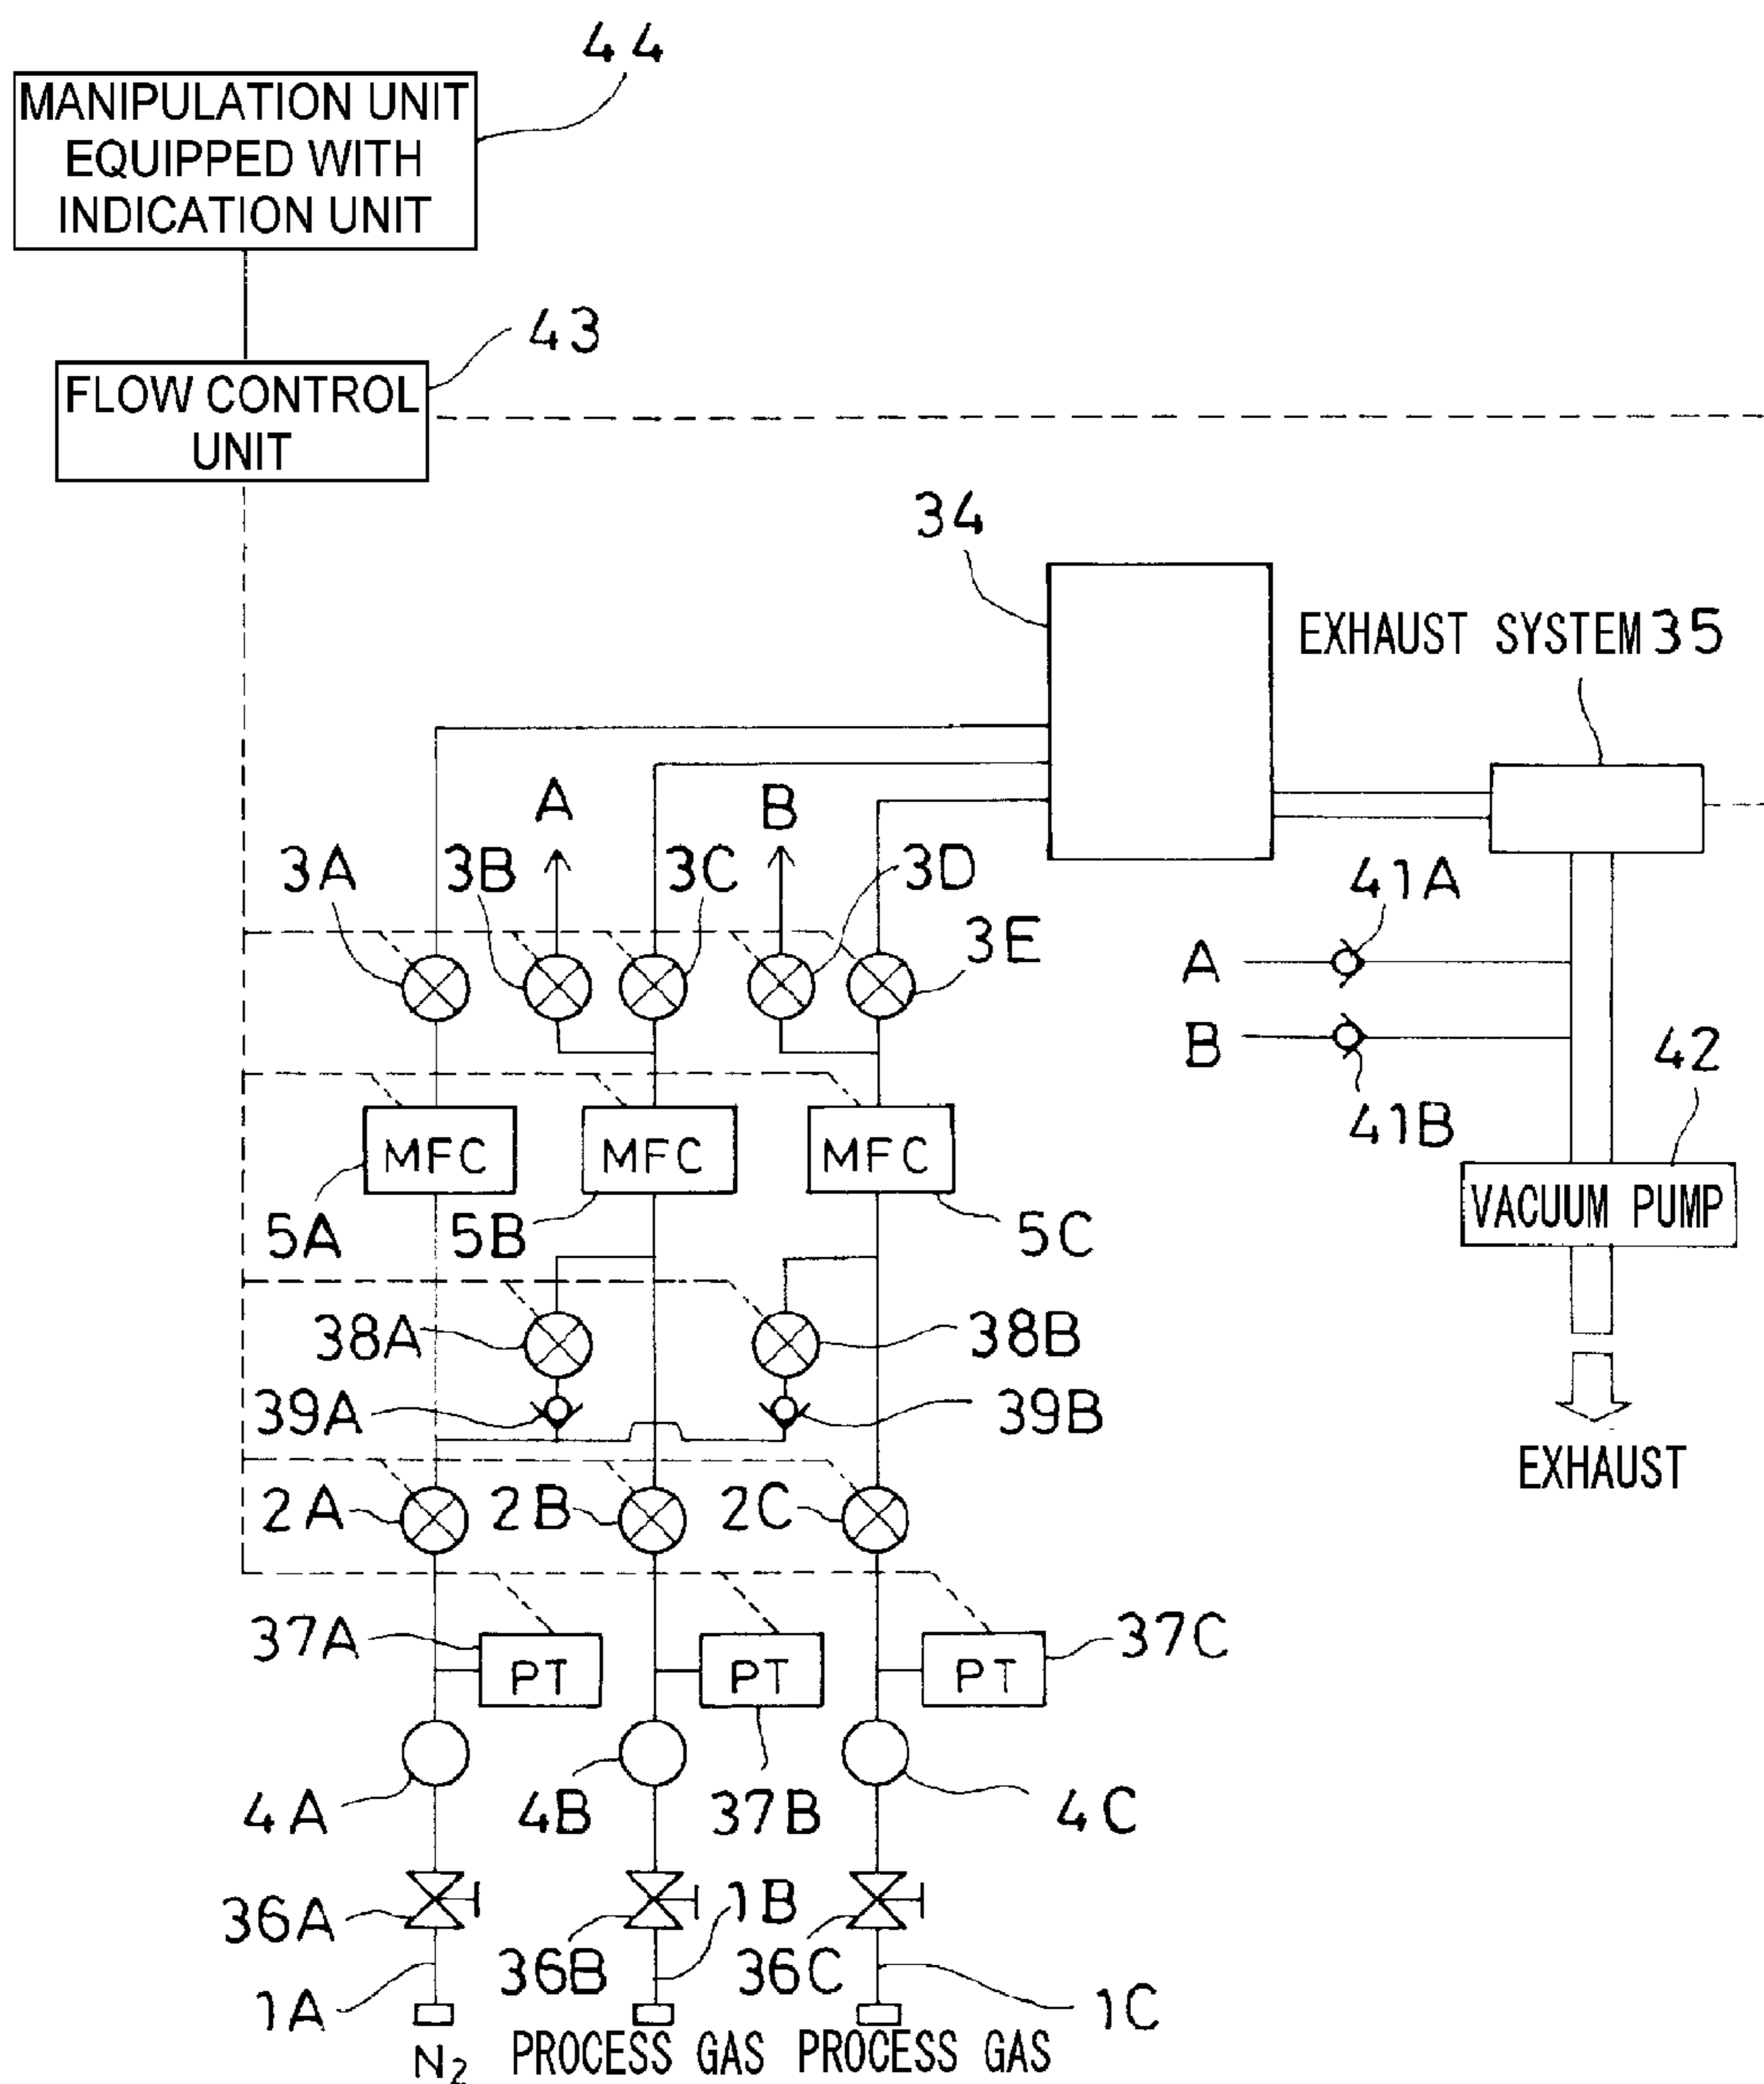 44
MANIPULATION UNIT
EQUIPPED WITH
INDICATION UNIT
43
FLOW CONTROL
UNIT
34
EXHAUST SYSTEM 35
A
B
3A
3B
3C
3D
3E
41A
A
B
41B
42
MFC
MFC
MFC
VACUUM PUMP
5A
5B
5C
38A
38B
39A
39B
EXHAUST
2A
2B
2C
37A
PT
PT
PT
37C
4A
4B
37B
4C
36A
1B
36B
36C
1A
1C
N₂
PROCESS GAS
PROCESS GAS